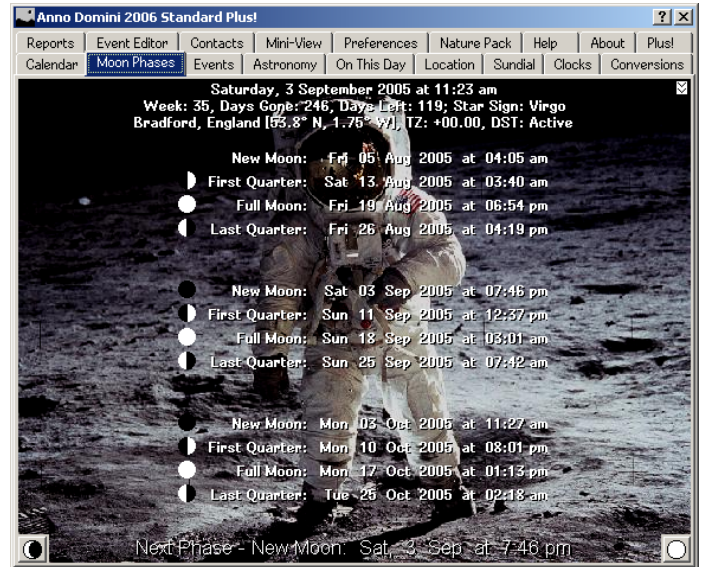 Anno Domini 2006 Standard Plus!
Reports Event Editor Contacts Mini-View Preferences Nature Pack Help About Plus!
Calendar Moon Phases Events Astronomy On This Day Location Sundial Clocks Conversions
Saturday, 3 September 2005 at 11:23 am
Week: 35, Days Gone: 246, Days Left: 119; Star Sign: Virgo
Bradford, England [53.8° N, 1.75° W], TZ: +00.00, DST: Active
New Moon: Fri 05 Aug 2005 at 04:05 am
First Quarter: Sat 13 Aug 2005 at 03:40 am
Full Moon: Fri 19 Aug 2005 at 06:54 pm
Last Quarter: Fri 26 Aug 2005 at 04:19 pm
New Moon: Sat 03 Sep 2005 at 07:46 pm
First Quarter: Sun 11 Sep 2005 at 12:37 pm
Full Moon: Sun 18 Sep 2005 at 03:01 am
Last Quarter: Sun 25 Sep 2005 at 07:42 am
New Moon: Mon 03 Oct 2005 at 11:27 am
First Quarter: Mon 10 Oct 2005 at 08:01 pm
Full Moon: Mon 17 Oct 2005 at 01:13 pm
Last Quarter: Tue 25 Oct 2005 at 02:18 am
Next Phase - New Moon: Sat, 3 Sep at 7:46 pm